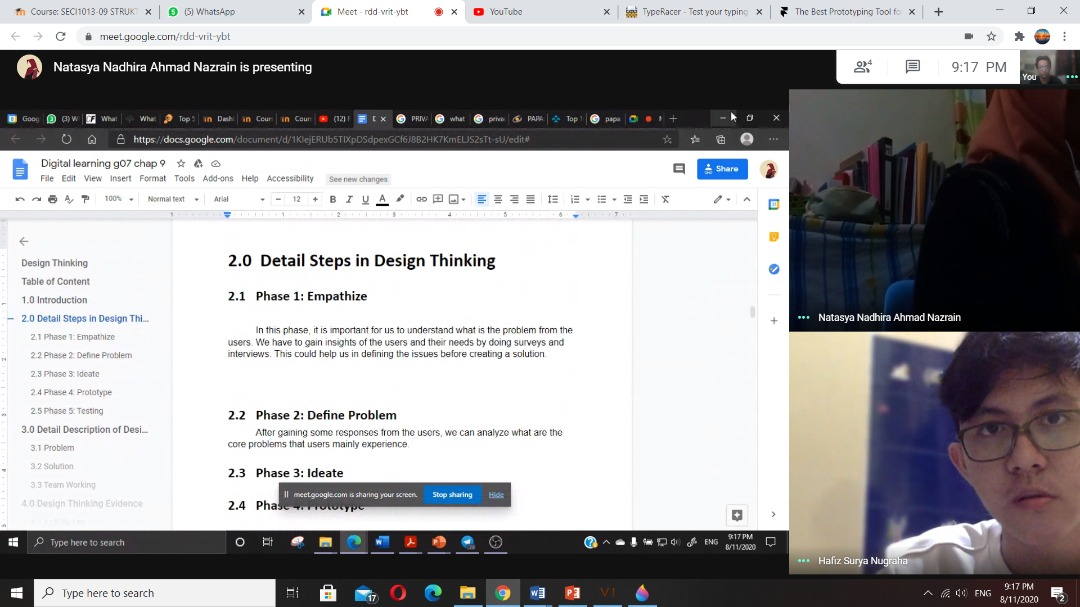 Course: SECI1013-09 STRUKT
(5) WhatsApp
Meet - rdd-vrit-ybt
YouTube
TypeRacer - Test your typing
The Best Prototyping Tool fo
meet.google.com/rdd-vrit-ybt
Natasya Nadhira Ahmad Nazrain is presenting
4
9:17 PM
You
https://docs.google.com/document/d/
Digital learning g07 chap 9
File Edit View Insert Format Tools Add-ons Help Accessibility
See new changes
Share
100% Normal text Arial 12
Design Thinking
Table of Content
1.0 Introduction
2.0 Detail Steps in Design Thi...
2.1 Phase 1: Empathize
2.2 Phase 2: Define Problem
2.3 Phase 3: Ideate
2.4 Phase 4: Prototype
2.5 Phase 5: Testing
3.0 Detail Description of Desi...
3.1 Problem
3.2 Solution
3.3 Team Working
4.0 Design Thinking Evidence
2.0 Detail Steps in Design Thinking
2.1 Phase 1: Empathize
In this phase, it is important for us to understand what is the problem from the
users. We have to gain insights of the users and their needs by doing surveys and
interviews. This could help us in defining the issues before creating a solution.
2.2 Phase 2: Define Problem
After gaining some responses from the users, we can analyze what are the
core problems that users mainly experience.
2.3 Phase 3: Ideate
2.4 Phase 4: Prototype
meet.google.com is sharing your screen.
Stop sharing
Hide
Type here to search
ENG
9:17 PM
8/11/2020
Natasya Nadhira Ahmad Nazrain
Hafiz Surya Nugraha
Type here to search
17
ENG
9:17 PM
8/11/2020
2